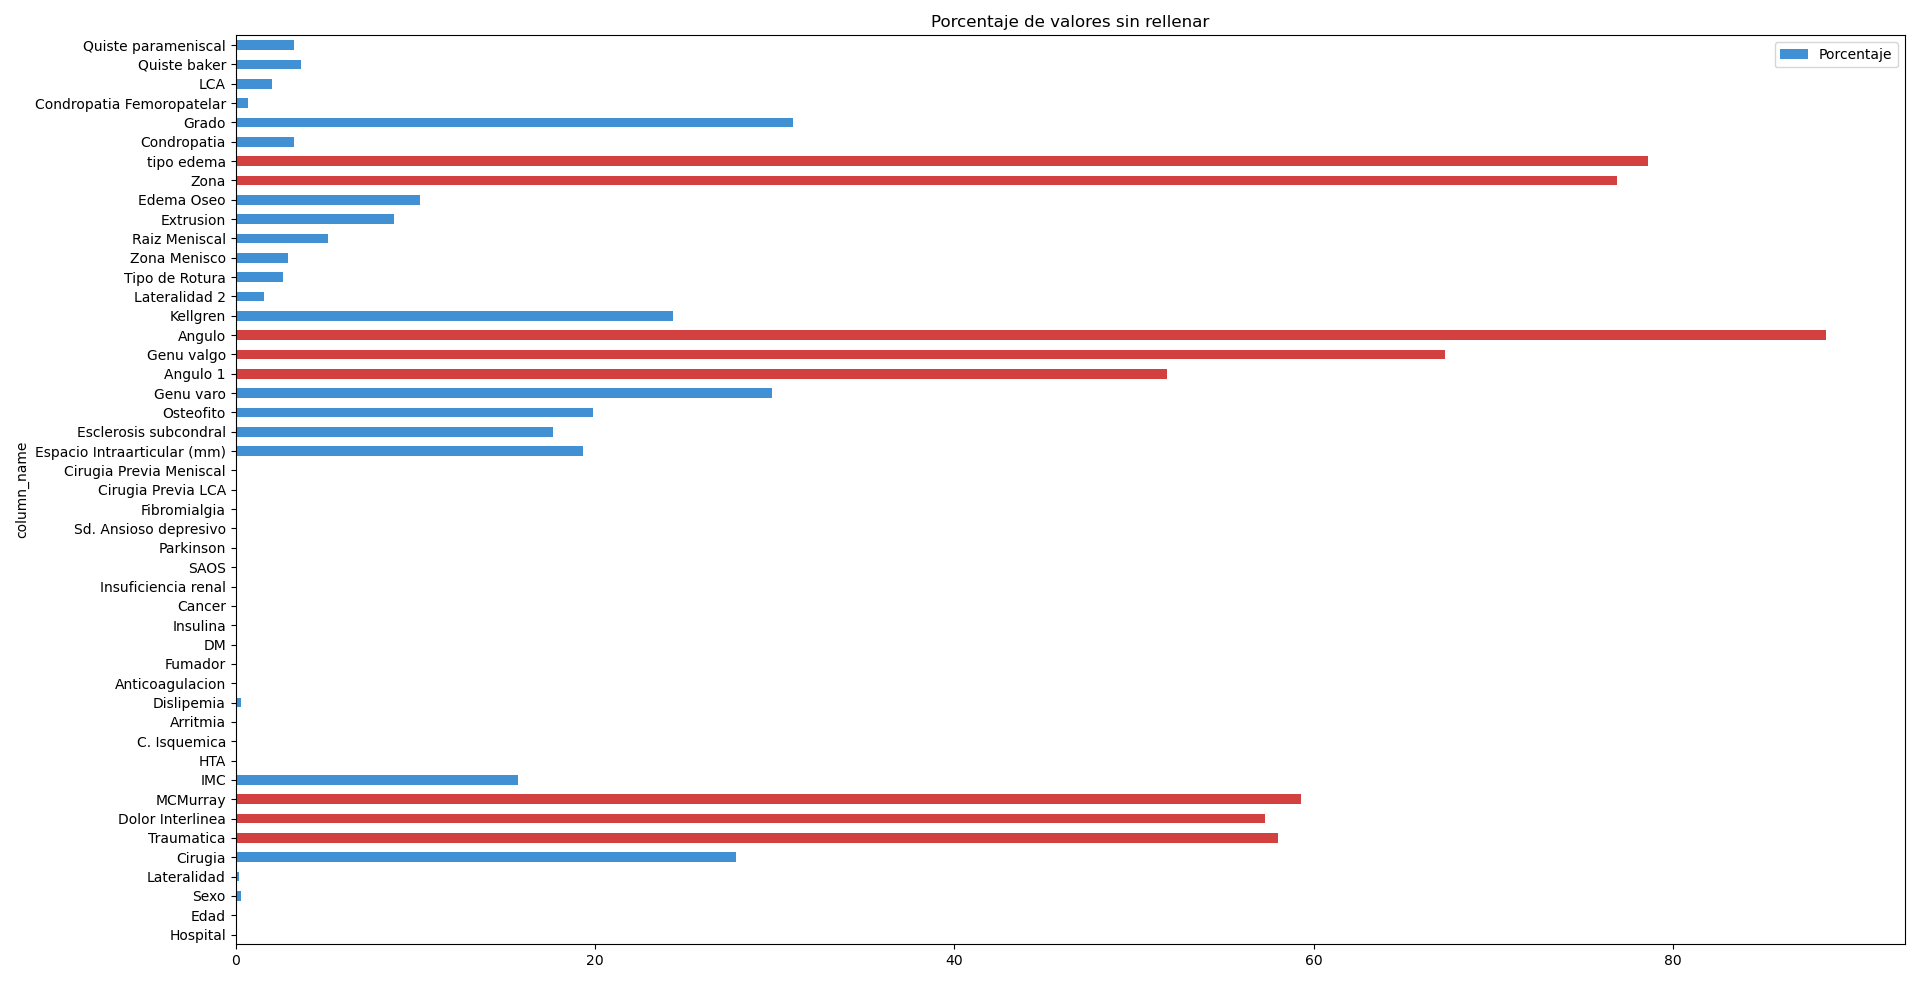 Porcentaje de valores sin rellenar
Porcentaje
Quiste parameniscal
Quiste baker
LCA
Condropatia Femoropatelar
Grado
Condropatia
tipo edema
Zona
Edema Oseo
Extrusion
Raiz Meniscal
Zona Menisco
Tipo de Rotura
Lateralidad 2
Kellgren
Angulo
Genu valgo
Angulo 1
Genu varo
Osteofito
Esclerosis subcondral
Espacio Intraarticular (mm)
Cirugia Previa Meniscal
Cirugia Previa LCA
Fibromialgia
Sd. Ansioso depresivo
Parkinson
SAOS
Insuficiencia renal
Cancer
Insulina
DM
Fumador
Anticoagulacion
Dislipemia
Arritmia
C. Isquemica
HTA
IMC
MCMurray
Dolor Interlinea
Traumatica
Cirugia
Lateralidad
Sexo
Edad
Hospital
column_name
0 20 40 60 80